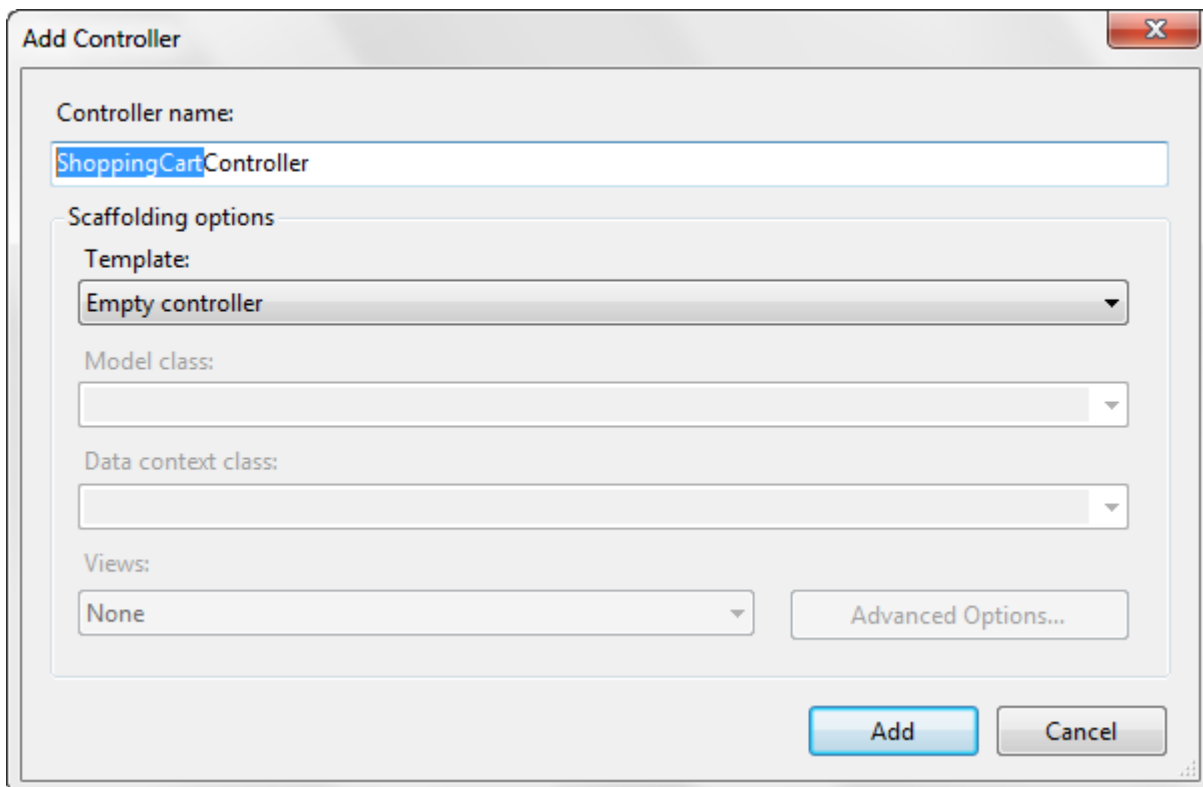 Add Controller
Controller name:
ShoppingCartController
Scaffolding options
Template:
Empty controller
Model class:
Data context class:
Views:
None
Advanced Options...
Add
Cancel